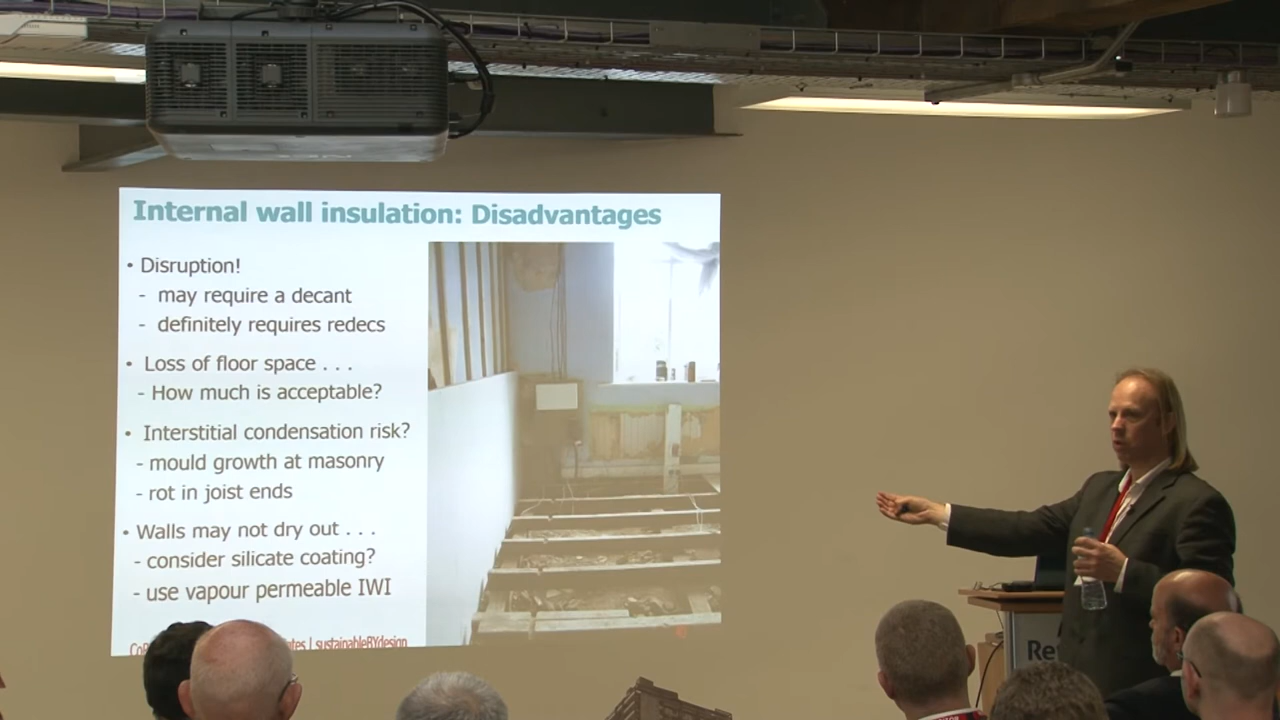 Internal wall insulation: Disadvantages
• Disruption!
- may require a decant
- definitely requires redecs
• Loss of floor space . . .
- How much is acceptable?
• Interstitial condensation risk?
- mould growth at masonry
- rot in joist ends
• Walls may not dry out . . .
- consider silicate coating?
- use vapour permeable IWI
| sustainableBYdesign